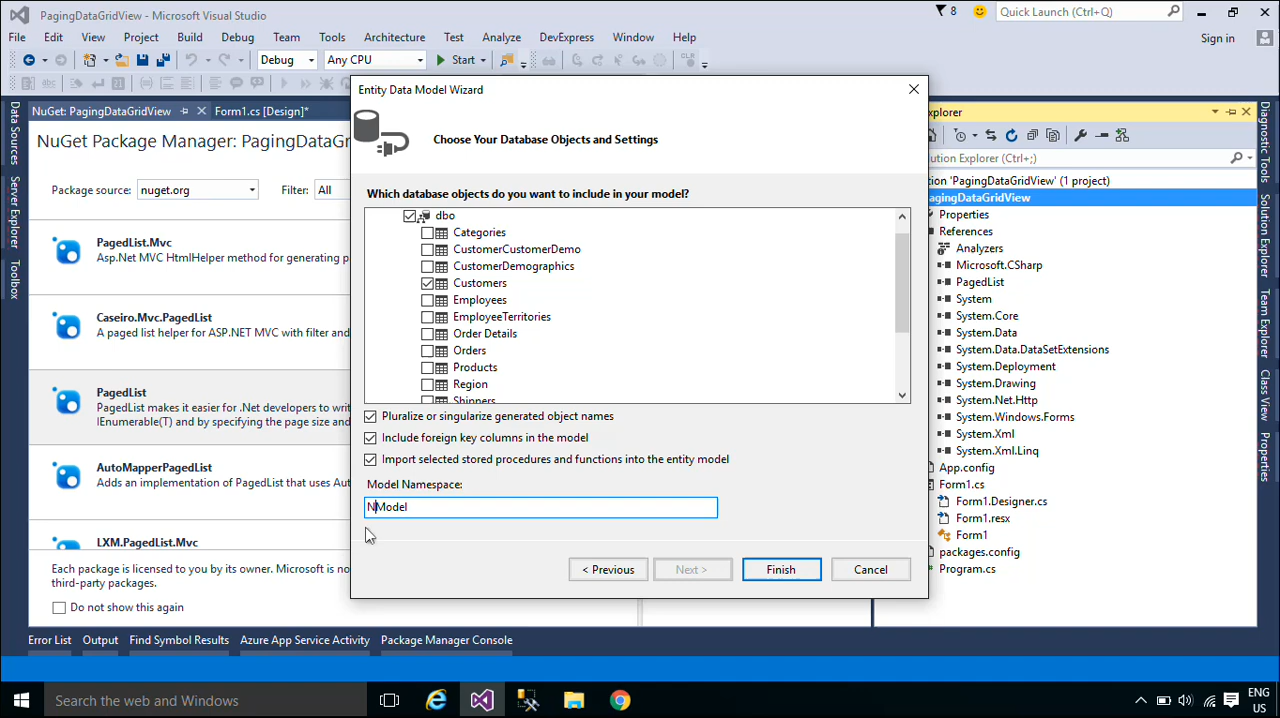 PagingDataGridView - Microsoft Visual Studio
8
Quick Launch (Ctrl+Q)
File Edit View Project Build Debug Team Tools Architecture Test Analyze DevExpress Window Help
Sign in
Debug
Any CPU
Start
NuGet: PagingDataGridView
Form1.cs [Design]*
NuGet Package Manager: PagingDataGr
Package source:
nuget.org
Filter:
All
PagedList.Mvc
Asp.Net MVC HtmlHelper method for generating p
Caseiro.Mvc.PagedList
A paged list helper for ASP.NET MVC with filter and
PagedList
PagedList makes it easier for .Net developers to writ
IEnumerable(T) and by specifying the page size and
AutoMapperPagedList
Adds an implementation of PagedList that uses Auto
LXM.PagedList.Mvc
Each package is licensed to you by its owner. Microsoft is no
third-party packages.
Do not show this again
Data Sources
Server Explorer
Toolbox
Entity Data Model Wizard
Choose Your Database Objects and Settings
Which database objects do you want to include in your model?
dbo
Categories
CustomerCustomerDemo
CustomerDemographics
Customers
Employees
EmployeeTerritories
Order Details
Orders
Products
Region
Shippers
Pluralize or singularize generated object names
Include foreign key columns in the model
Import selected stored procedures and functions into the entity model
Model Namespace:
NModel
< Previous
Next >
Finish
Cancel
xplorer
ution Explorer (Ctrl+;)
ion 'PagingDataGridView' (1 project)
agingDataGridView
Properties
References
Analyzers
Microsoft.CSharp
PagedList
System
System.Core
System.Data
System.Data.DataSetExtensions
System.Deployment
System.Drawing
System.Net.Http
System.Windows.Forms
System.Xml
System.Xml.Linq
App.config
Form1.cs
Form1.Designer.cs
Form1.resx
Form1
packages.config
Program.cs
Diagnostic Tools
Solution Explorer
Team Explorer
Class View
Properties
Error List Output Find Symbol Results Azure App Service Activity Package Manager Console
Search the web and Windows
ENG
US